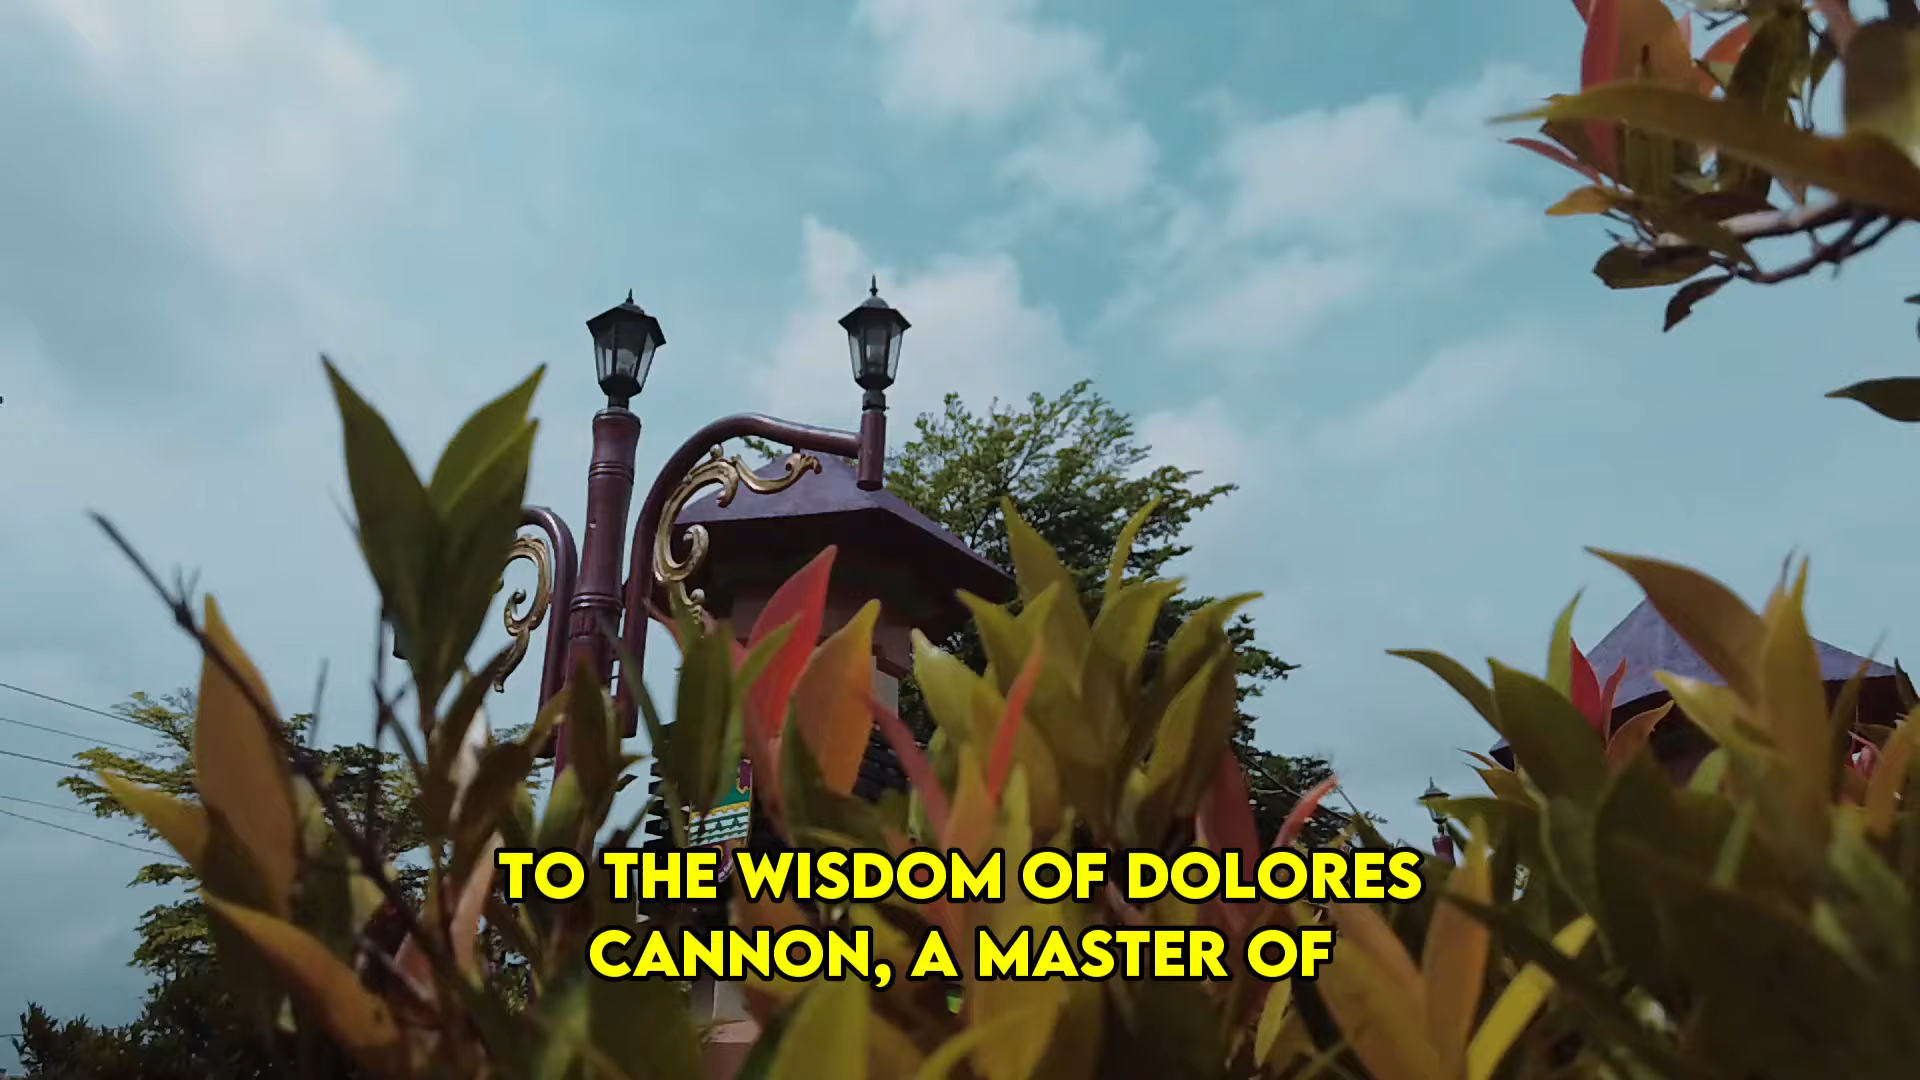 TO THE WISDOM OF DOLORES
CANNON, A MASTER OF